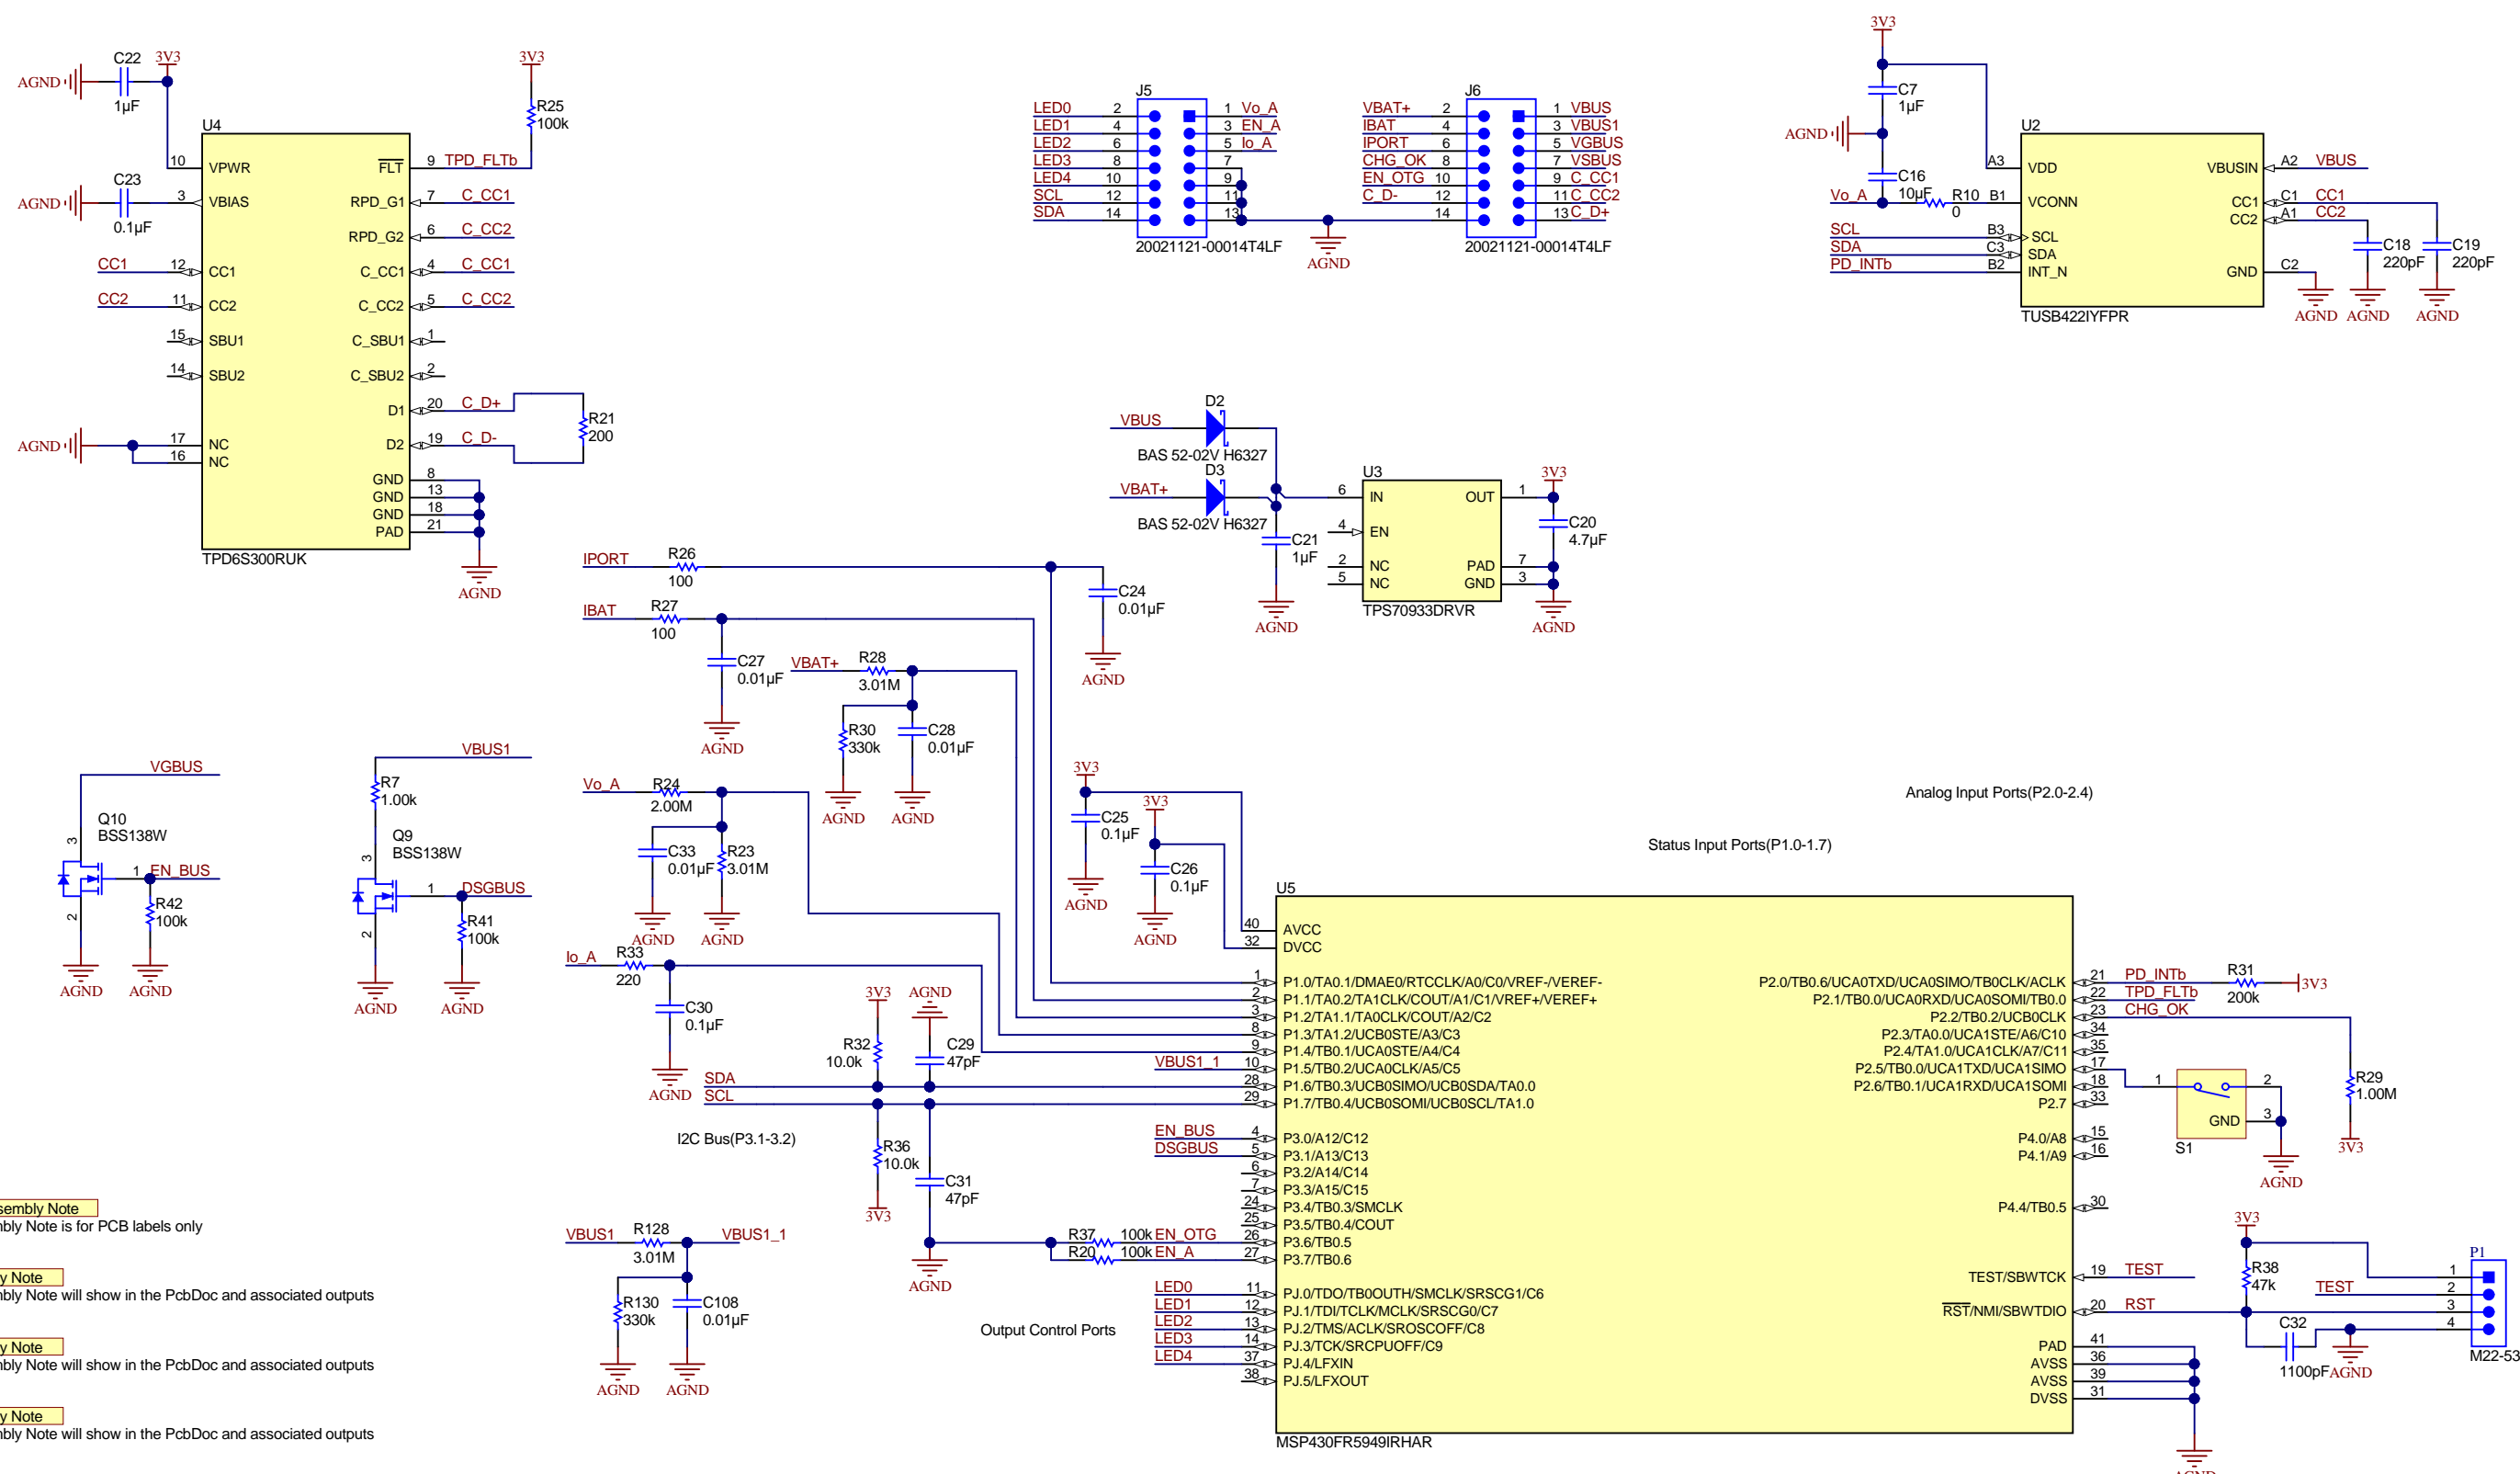 C22
3V3
AGND
1µF
3V3
R25
100k
U4
10 VPWR
FLT 9 TPD_FLTb
C23
AGND
0.1µF
3 VBIAS
RPD_G1 7 C_CC1
RPD_G2 6 C_CC2
CC1 12 CC1
C_CC1 4 C_CC1
CC2 11 CC2
C_CC2 5 C_CC2
15 SBU1
C_SBU1 1
14 SBU2
C_SBU2 2
D1 20 C_D+
R21
200
AGND
17 NC
D2 19 C_D-
16 NC
GND 8
GND 13
GND 18
PAD 21
TPD6S300RUK
AGND
J5
LED0 2 1 Vo_A
LED1 4 3 EN_A
LED2 6 5 Io_A
LED3 8 7
LED4 10 9
SCL 12 11
SDA 14 13
20021121-00014T4LF
AGND
J6
VBAT+ 2 1 VBUS
IBAT 4 3 VBUS1
IPORT 6 5 VGBUS
CHG_OK 8 7 VSBUS
EN_OTG 10 9 C_CC1
C_D- 12 11 C_CC2
14 13 C_D+
20021121-00014T4LF
3V3
C7
1µF
AGND
C16
10µF
Vo_A
R10
0
U2
A3 VDD
VBUSIN A2 VBUS
B1 VCONN
CC1 C1 CC1
CC2 A1 CC2
SCL B3 SCL
SDA C3 SDA
PD_INTb B2 INT_N
GND C2
TUSB422IYFPR
C18
220pF
C19
220pF
AGND AGND AGND
VBUS
D2
BAS 52-02V H6327
VBAT+
D3
BAS 52-02V H6327
C21
1µF
AGND
U3
6 IN
OUT 1
4 EN
2 NC
PAD 7
5 NC
GND 3
TPS70933DRVR
3V3
C20
4.7µF
AGND
IPORT
R26
100
C24
0.01µF
AGND
IBAT
R27
100
C27
0.01µF
AGND
VBAT+
R28
3.01M
R30
330k
C28
0.01µF
AGND AGND
VGBUS
Q10
BSS138W
3
1 EN_BUS
2
R42
100k
AGND AGND
VBUS1
R7
1.00k
Q9
BSS138W
3
1 DSGBUS
2
R41
100k
AGND AGND
Vo_A
R24
2.00M
C33
0.01µF
R23
3.01M
AGND AGND
Io_A
R33
220
C30
0.1µF
AGND
3V3
R32
10.0k
AGND
C29
47pF
SDA
SCL
I2C Bus(P3.1-3.2)
R36
10.0k
3V3
C31
47pF
AGND
R37 100k EN_OTG
R20 100k EN_A
VBUS1
R128
3.01M
VBUS1_1
R130
330k
C108
0.01µF
AGND AGND
3V3
C25
0.1µF
AGND
3V3
C26
0.1µF
AGND
Analog Input Ports(P2.0-2.4)
Status Input Ports(P1.0-1.7)
Output Control Ports
U5
40 AVCC
32 DVCC
1 P1.0/TA0.1/DMAE0/RTCCLK/A0/C0/VREF-/VEREF-
2 P1.1/TA0.2/TA1CLK/COUT/A1/C1/VREF+/VEREF+
3 P1.2/TA1.1/TA0CLK/COUT/A2/C2
8 P1.3/TA1.2/UCB0STE/A3/C3
9 P1.4/TB0.1/UCA0STE/A4/C4
VBUS1_1 10 P1.5/TB0.2/UCA0CLK/A5/C5
28 P1.6/TB0.3/UCB0SIMO/UCB0SDA/TA0.0
29 P1.7/TB0.4/UCB0SOMI/UCB0SCL/TA1.0
EN_BUS 4 P3.0/A12/C12
DSGBUS 5 P3.1/A13/C13
6 P3.2/A14/C14
7 P3.3/A15/C15
24 P3.4/TB0.3/SMCLK
25 P3.5/TB0.4/COUT
26 P3.6/TB0.5
27 P3.7/TB0.6
LED0 11 PJ.0/TDO/TB0OUTH/SMCLK/SRSCG1/C6
LED1 12 PJ.1/TDI/TCLK/MCLK/SRSCG0/C7
LED2 13 PJ.2/TMS/ACLK/SROSCOFF/C8
LED3 14 PJ.3/TCK/SRCPUOFF/C9
LED4 37 PJ.4/LFXIN
38 PJ.5/LFXOUT
P2.0/TB0.6/UCA0TXD/UCA0SIMO/TB0CLK/ACLK 21 PD_INTb
P2.1/TB0.0/UCA0RXD/UCA0SOMI/TB0.0 22 TPD_FLTb
P2.2/TB0.2/UCB0CLK 23 CHG_OK
P2.3/TA0.0/UCA1STE/A6/C10 34
P2.4/TA1.0/UCA1CLK/A7/C11 35
P2.5/TB0.0/UCA1TXD/UCA1SIMO 17
P2.6/TB0.1/UCA1RXD/UCA1SOMI 18
P2.7 33
P4.0/A8 15
P4.1/A9 16
P4.4/TB0.5 30
TEST/SBWTCK 19 TEST
RST/NMI/SBWTDIO 20 RST
PAD 41
AVSS 36
AVSS 39
DVSS 31
MSP430FR5949IRHAR
AGND
R31
200k
3V3
R29
1.00M
3V3
1 2
GND 3
S1
AGND
3V3
R38
47k
TEST
C32
1100pF
AGND
P1
1
2
3
4
M22-53
sembly Note
mbly Note is for PCB labels only
y Note
mbly Note will show in the PcbDoc and associated outputs
y Note
mbly Note will show in the PcbDoc and associated outputs
y Note
mbly Note will show in the PcbDoc and associated outputs